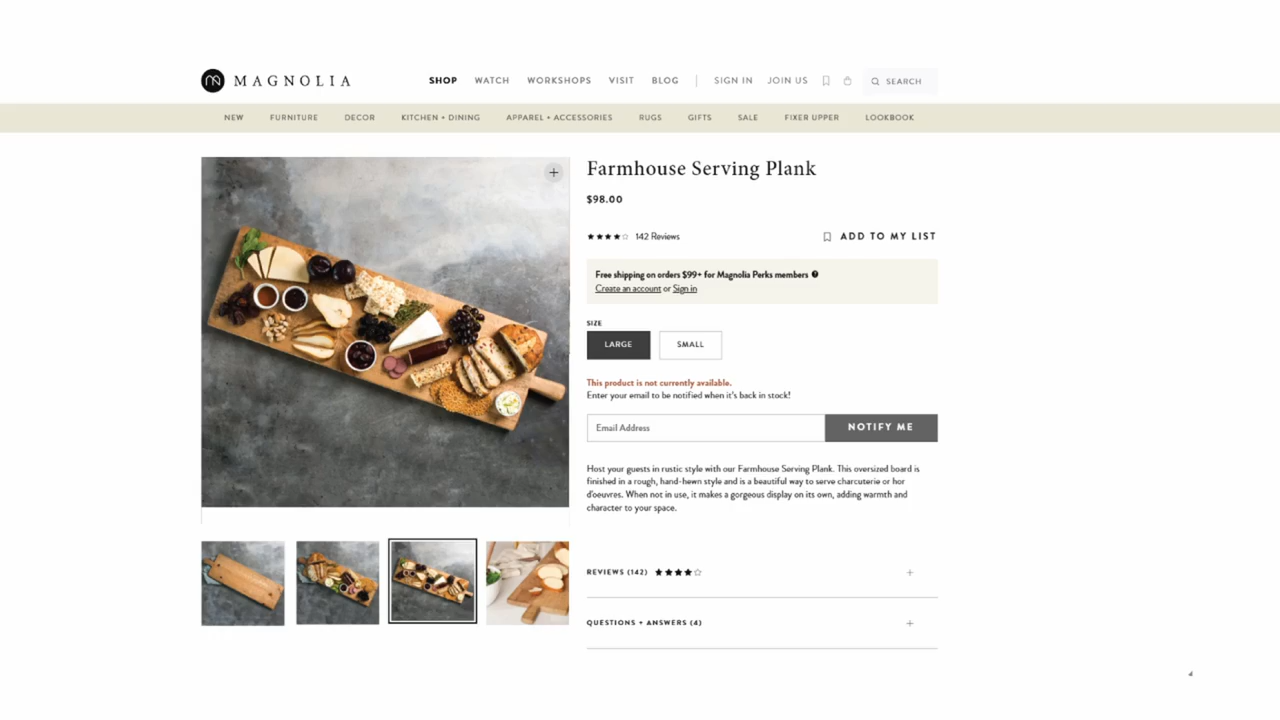 MAGNOLIA
SHOP WATCH WORKSHOPS VISIT BLOG | SIGN IN JOIN US SEARCH
NEW FURNITURE DECOR KITCHEN + DINING APPAREL + ACCESSORIES RUGS GIFTS SALE FIXER UPPER LOOKBOOK
Farmhouse Serving Plank
$98.00
142 Reviews
ADD TO MY LIST
Free shipping on orders $99+ for Magnolia Perks members
Create an account or Sign in
SIZE
LARGE SMALL
This product is not currently available.
Enter your email to be notified when it's back in stock!
Email Address NOTIFY ME
Host your guests in rustic style with our Farmhouse Serving Plank. This oversized board is
finished in a rough, hand-hewn style and is a beautiful way to serve charcuterie or hor
d'oeuvres. When not in use, it makes a gorgeous display on its own, adding warmth and
character to your space.
REVIEWS (142)
QUESTIONS + ANSWERS (4)